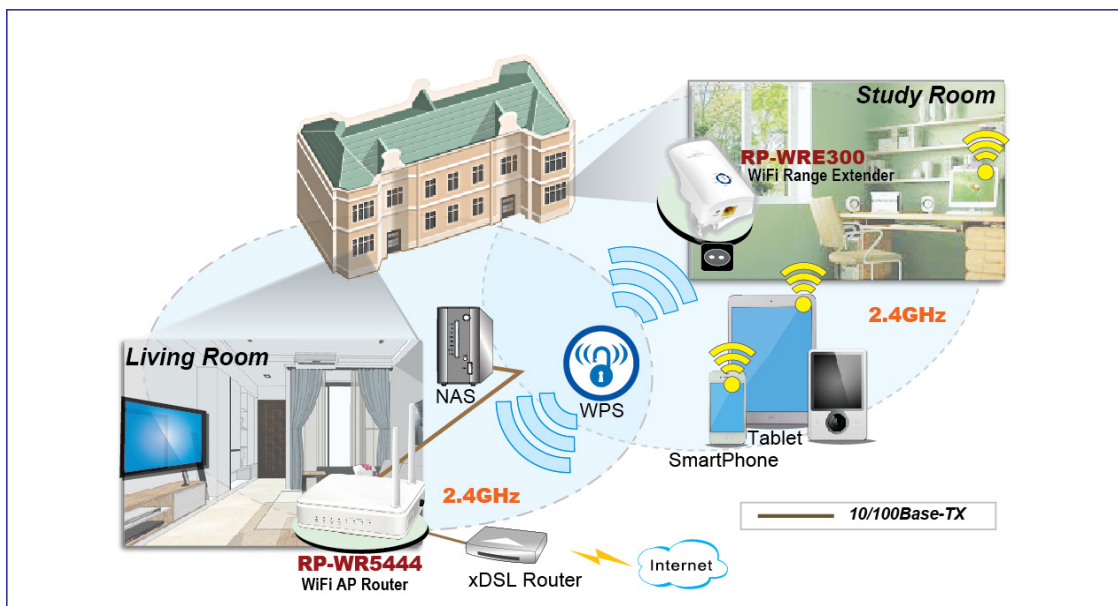 Study Room
RP-WRE300
WiFi Range Extender
2.4GHz
Living Room
NAS
WPS
Tablet
SmartPhone
2.4GHz
10/100Base-TX
RP-WR5444
WiFi AP Router
xDSL Router
Internet